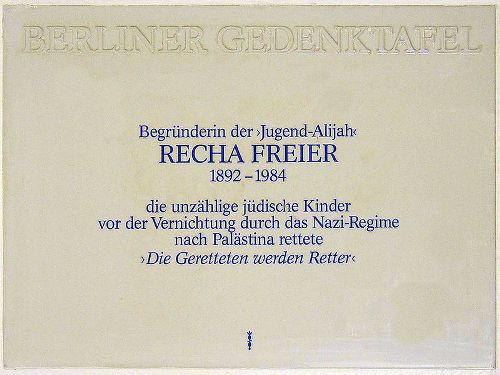 BERLINER GEDENKTAFEL
Begründerin der ›Jugend-Alijah‹
RECHA FREIER
1892 – 1984
die unzählige jüdische Kinder
vor der Vernichtung durch das Nazi-Regime
nach Palästina rettete
›Die Geretteten werden Retter‹